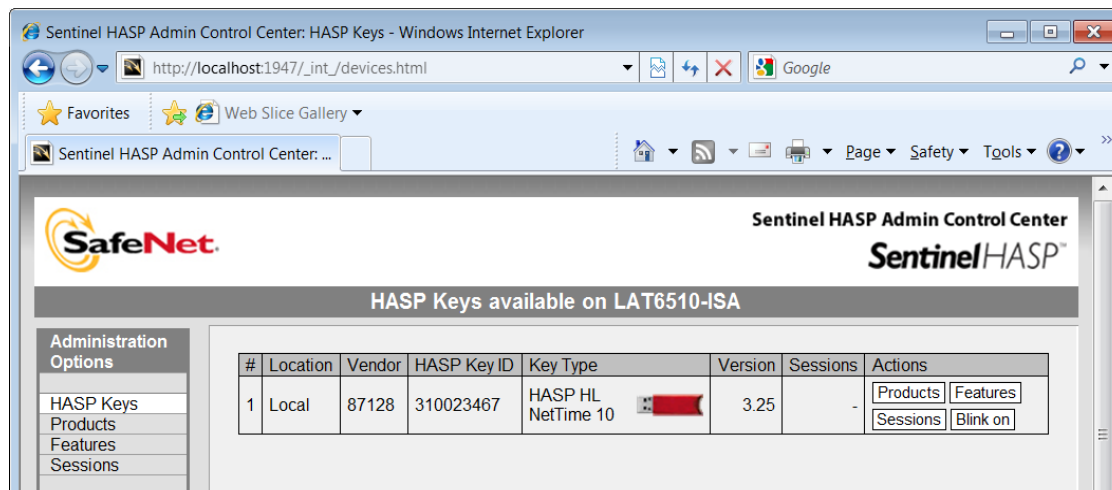 Sentinel HASP Admin Control Center: HASP Keys - Windows Internet Explorer
http://localhost:1947/_int_/devices.html
Google
Favorites
Web Slice Gallery
Sentinel HASP Admin Control Center: ...
Page
Safety
Tools
»
SafeNet.
Sentinel HASP Admin Control Center
SentinelHASP™
HASP Keys available on LAT6510-ISA
Administration
Options
HASP Keys
Products
Features
Sessions
# Location Vendor HASP Key ID Key Type Version Sessions Actions
1 Local 87128 310023467 HASP HL NetTime 10 3.25 - Products Features
Sessions Blink on